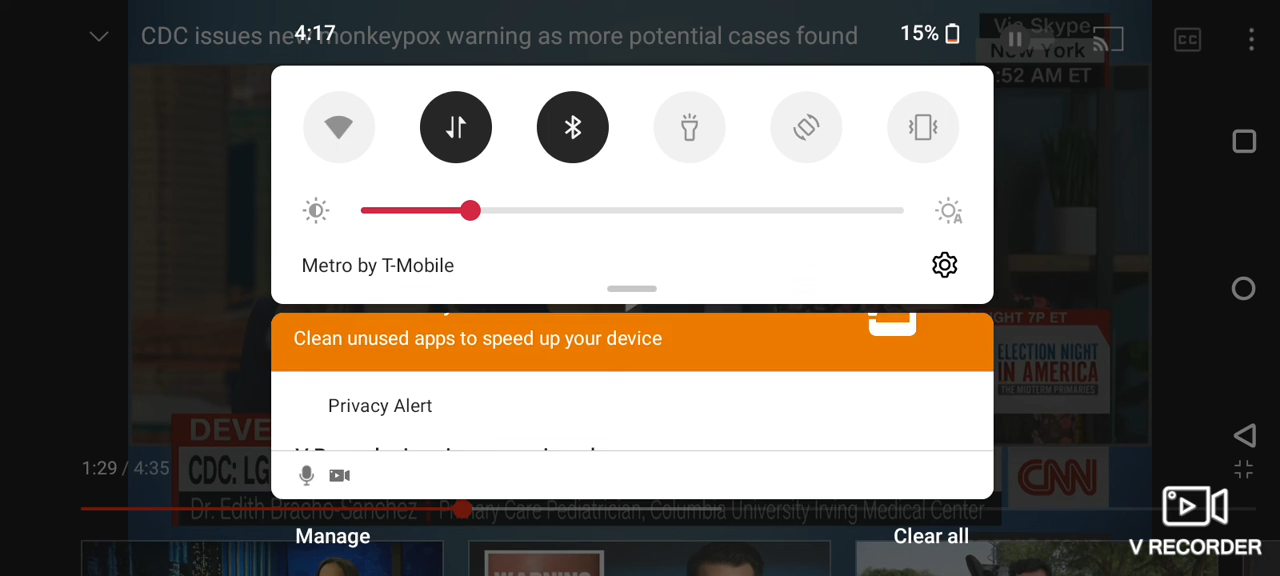 CDC issues new monkeypox warning as more potential cases found
4:17
15%
Via Skype
New York
:52 AM ET
CC
A
Metro by T-Mobile
Clean unused apps to speed up your device
Privacy Alert
GHT 7P ET
ELECTION NIGHT
IN AMERICA
THE MIDTERM PRIMARIES
DEVE
1:29 / 4:35
CDC: LG
CNN
Dr. Edith Bracho-Sanchez
Primary Care Pediatrician, Columbia University Irving Medical Center
Manage
Clear all
V RECORDER
WARNING